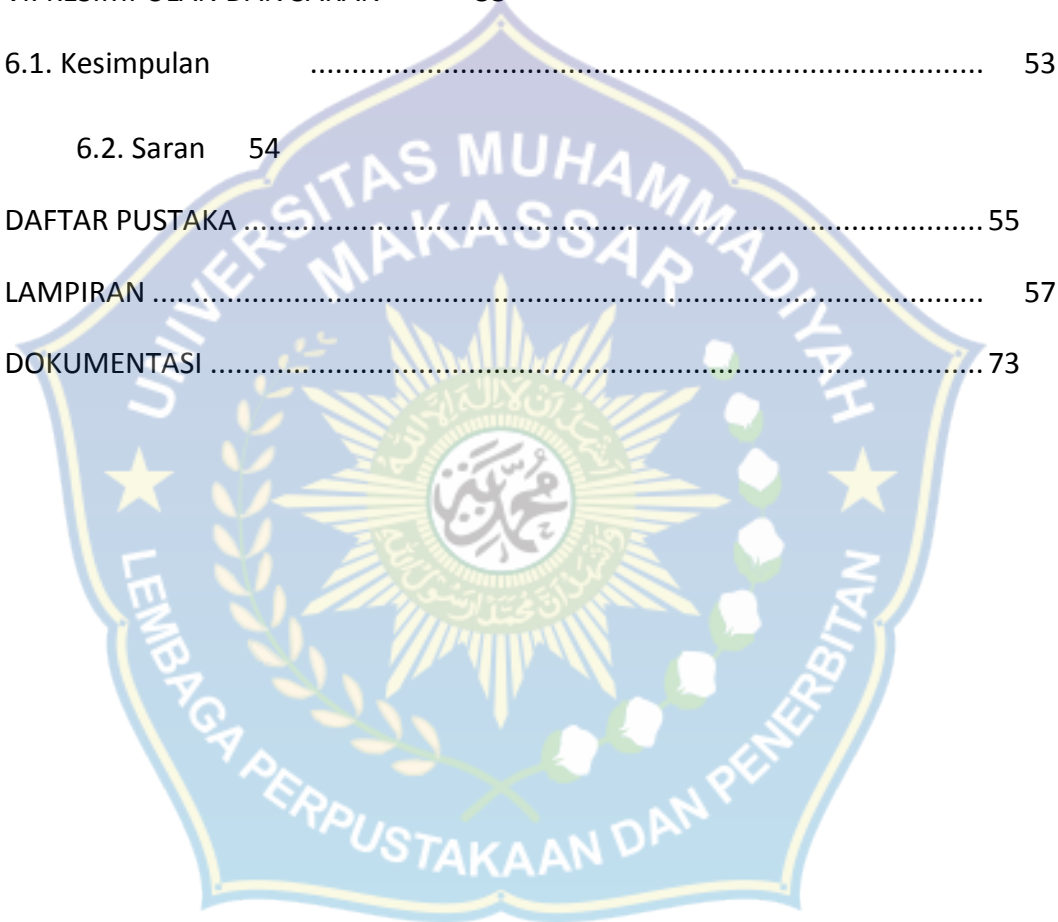 6.1. Kesimpulan ................................................................................ 53
6.2. Saran 54
DAFTAR PUSTAKA ........................................................................................ 55
LAMPIRAN .................................................................................................. 57
DOKUMENTASI ............................................................................................ 73
UNIVERSITAS MUHAMMADIYAH
MAKASSAR
LEMBAGA PERPUSTAKAAN DAN PENERBITAN